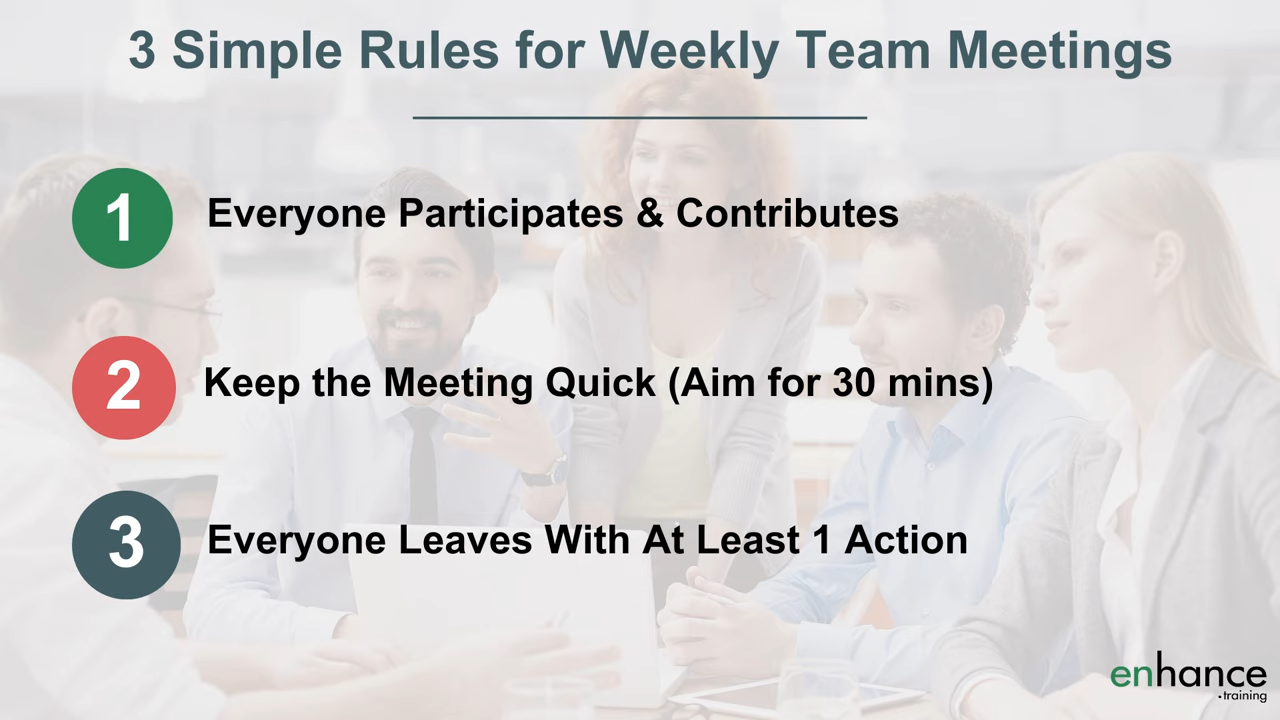 3 Simple Rules for Weekly Team Meetings
1
Everyone Participates & Contributes
2
Keep the Meeting Quick (Aim for 30 mins)
3
Everyone Leaves With At Least 1 Action
enhance
.training